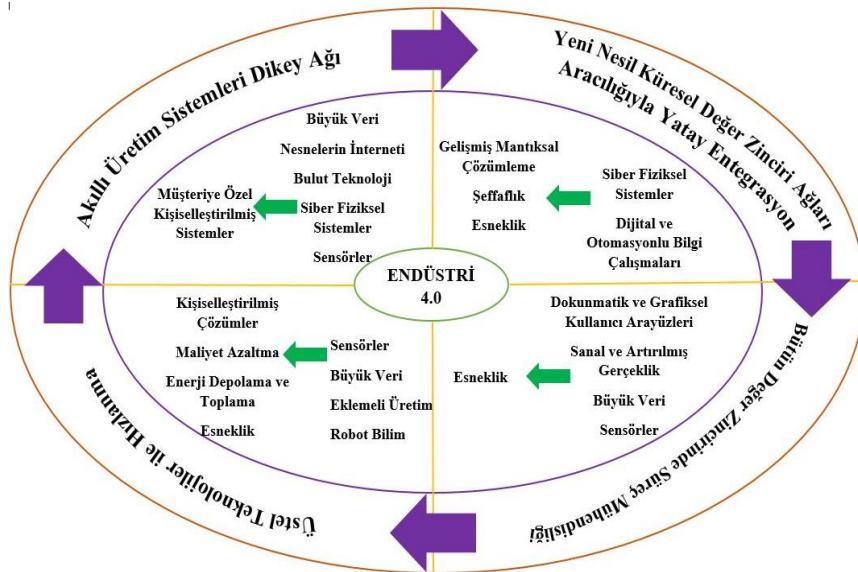 Akıllı Üretim Sistemleri Dikey Ağı
Yeni Nesil Küresel Değer Zinciri Ağları
Aracılığıyla Yatay Entegrasyon
Büyük Veri
Nesnelerin İnterneti
Bulut Teknoloji
Siber Fiziksel
Sistemler
Sensörler
Müşteriye Özel
Kişiselleştirilmiş
Sistemler
Gelişmiş Mantıksal
Çözümleme
Şeffaflık
Esneklik
Siber Fiziksel
Sistemler
Dijital ve
Otomasyonlu Bilgi
Çalışmaları
ENDÜSTRİ
4.0
Kişiselleştirilmiş
Çözümler
Maliyet Azaltma
Enerji Depolama ve
Toplama
Esneklik
Sensörler
Büyük Veri
Eklemeli Üretim
Robot Bilim
Esneklik
Dokunmatik ve Grafiksel
Kullanıcı Arayüzleri
Sanal ve Artırılmış
Gerçeklik
Büyük Veri
Sensörler
Bütün Değer Zincirinde Süreç Mühendisliği
Üstel Teknolojiler ile Hızlanma